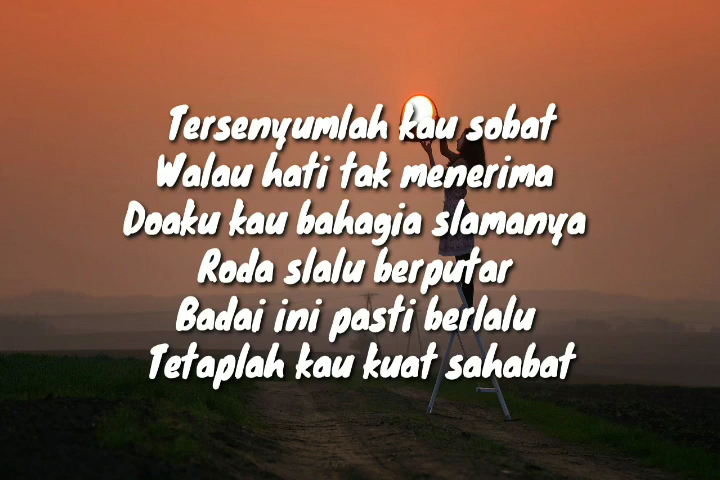 Tersenyumlah kau sobat
Walau hati tak menerima
Doaku kau bahagia slamanya
Roda slalu berputar
Badai ini pasti berlalu
Tetaplah kau kuat sahabat